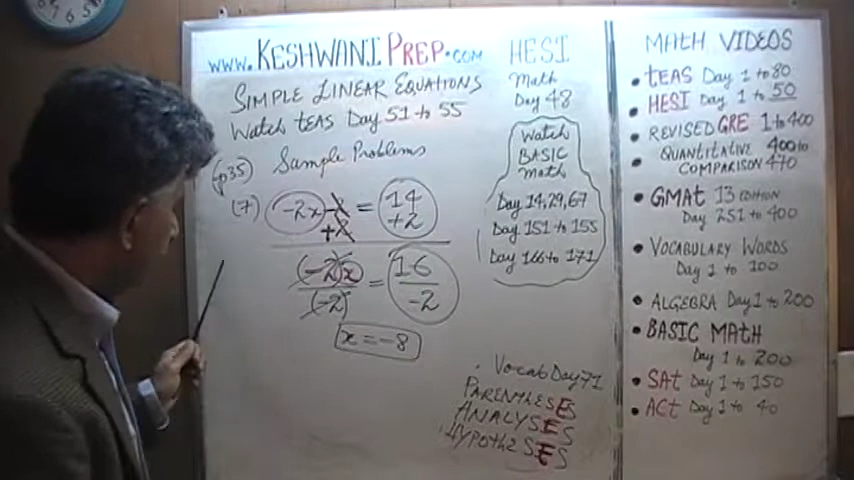 www.KESHWANIPREP.COM
HESI
Math
Day 48
SIMPLE LINEAR EQUATIONS
Watch TEAS Day 51 to 55
(p35) Sample Problems
(7) -2x-2 = 14
+2 +2
(-2)x = 16
(-2) -2
x = -8
Watch
BASIC
Math
Day 14,29,67
Day 151 to 155
Day 166 to 171
Vocab Day 71
PARENTHESES
ANALYSES
HYPOTHESES
MATH VIDEOS
• TEAS Day 1 to 80
• HESI Day 1 to 50
• REVISED GRE 1 to 400
• QUANTITATIVE 400 to
COMPARISON 470
• GMAT 13 EDITION
Day 251 to 400
• VOCABULARY WORDS
Day 1 to 100
• ALGEBRA Day 1 to 200
• BASIC MATH
Day 1 to 200
• SAT Day 1 to 150
• ACT Day 1 to 40